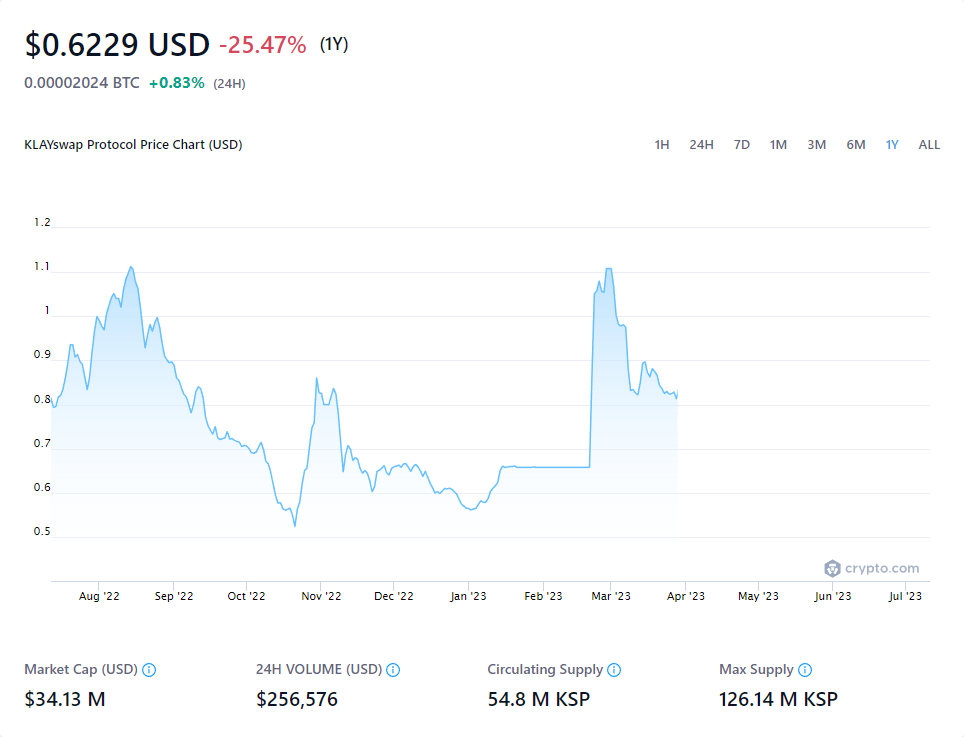 $0.6229 USD -25.47% (1Y)
0.00002024 BTC +0.83% (24H)
KLAYswap Protocol Price Chart (USD) 1H 24H 7D 1M 3M 6M 1Y ALL
1.2
1.1
1
0.9
0.8
0.7
0.6
0.5
crypto.com
Aug '22 Sep '22 Oct '22 Nov '22 Dec '22 Jan '23 Feb '23 Mar '23 Apr '23 May '23 Jun '23 Jul '23
Market Cap (USD) 24H VOLUME (USD) Circulating Supply Max Supply
$34.13 M $256,576 54.8 M KSP 126.14 M KSP